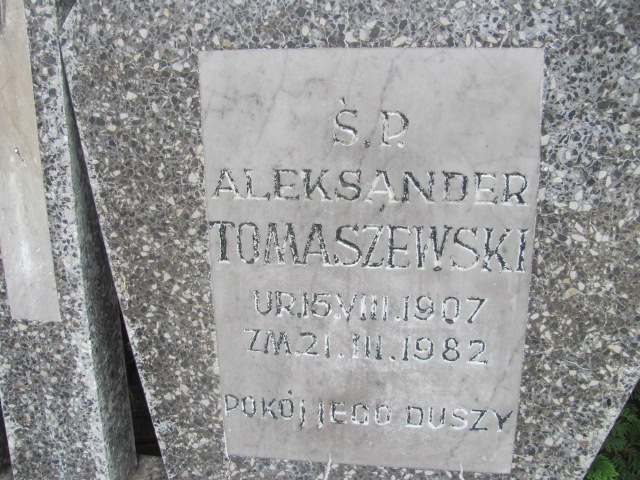 Ś.P.
ALEKSANDER
TOMASZEWSKI
UR.15.VIII.1907
ZM.21.III.1982
POKÓJ JEGO DUSZY